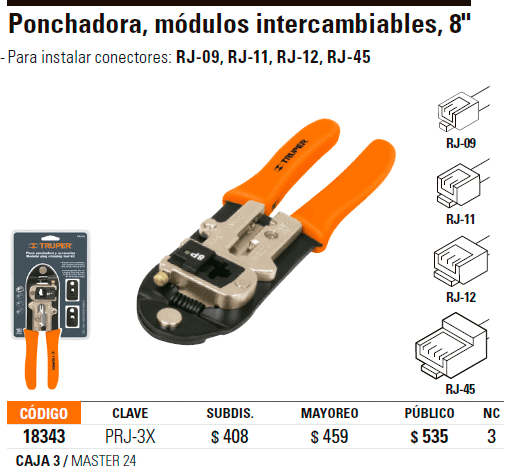 Ponchadora, módulos intercambiables, 8"
- Para instalar conectores: RJ-09, RJ-11, RJ-12, RJ-45
TRUPER
8P
RJ-09
RJ-11
RJ-12
RJ-45
TRUPER
CÓDIGO CLAVE SUBDIS. MAYOREO PÚBLICO NC
18343 PRJ-3X $ 408 $ 459 $ 535 3
CAJA 3 / MASTER 24